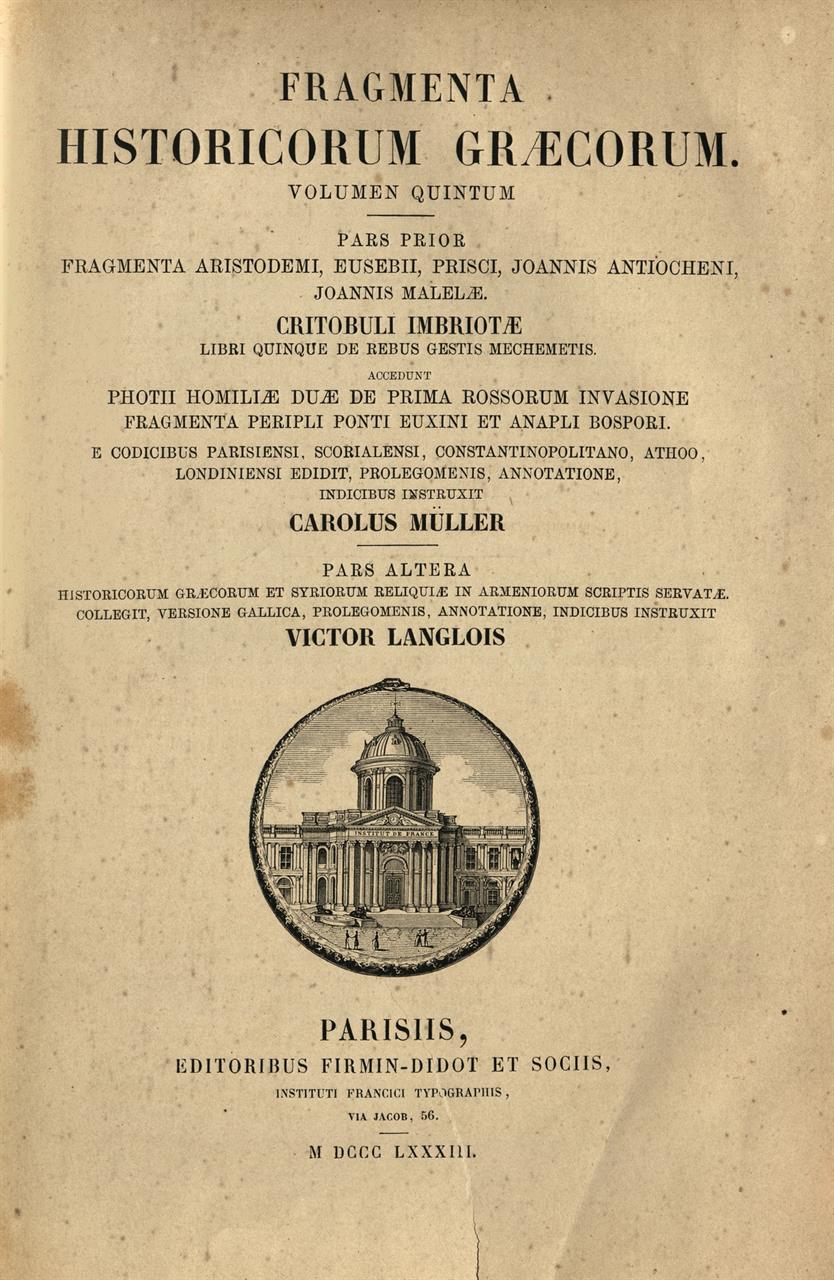 FRAGMENTA
HISTORICORUM GRÆCORUM.
VOLUMEN QUINTUM
PARS PRIOR
FRAGMENTA ARISTODEMI, EUSEBII, PRISCI, JOANNIS ANTIOCHENI,
JOANNIS MALELÆ.
CRITOBULI IMBRIOTÆ
LIBRI QUINQUE DE REBUS GESTIS MECHEMETIS.
ACCEDUNT
PHOTII HOMILIÆ DUÆ DE PRIMA ROSSORUM INVASIONE
FRAGMENTA PERIPLI PONTI EUXINI ET ANAPLI BOSPORI.
E CODICIBUS PARISIENSI, SCORIALENSI, CONSTANTINOPOLITANO, ATHOO,
LONDINIENSI EDIDIT, PROLEGOMENIS, ANNOTATIONE,
INDICIBUS INSTRUXIT
CAROLUS MÜLLER
PARS ALTERA
HISTORICORUM GRÆCORUM ET SYRIORUM RELIQUIÆ IN ARMENIORUM SCRIPTIS SERVATÆ.
COLLEGIT, VERSIONE GALLICA, PROLEGOMENIS, ANNOTATIONE, INDICIBUS INSTRUXIT
VICTOR LANGLOIS
INSTITUT DE FRANCE
PARISIIS,
EDITORIBUS FIRMIN-DIDOT ET SOCIIS,
INSTITUTI FRANCICI TYPOGRAPHIS,
VIA JACOB, 56.
M DCCC LXXXIII.